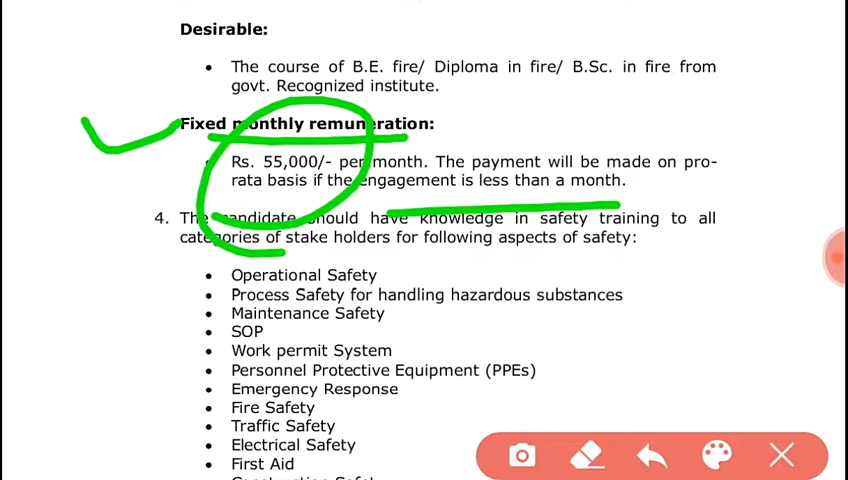 Desirable:
• The course of B.E. fire/ Diploma in fire/ B.Sc. in fire from
govt. Recognized institute.
Fixed monthly remuneration:
• Rs. 55,000/- per month. The payment will be made on pro-
rata basis if the engagement is less than a month.
4. The candidate should have knowledge in safety training to all
categories of stake holders for following aspects of safety:
• Operational Safety
• Process Safety for handling hazardous substances
• Maintenance Safety
• SOP
• Work permit System
• Personnel Protective Equipment (PPEs)
• Emergency Response
• Fire Safety
• Traffic Safety
• Electrical Safety
• First Aid